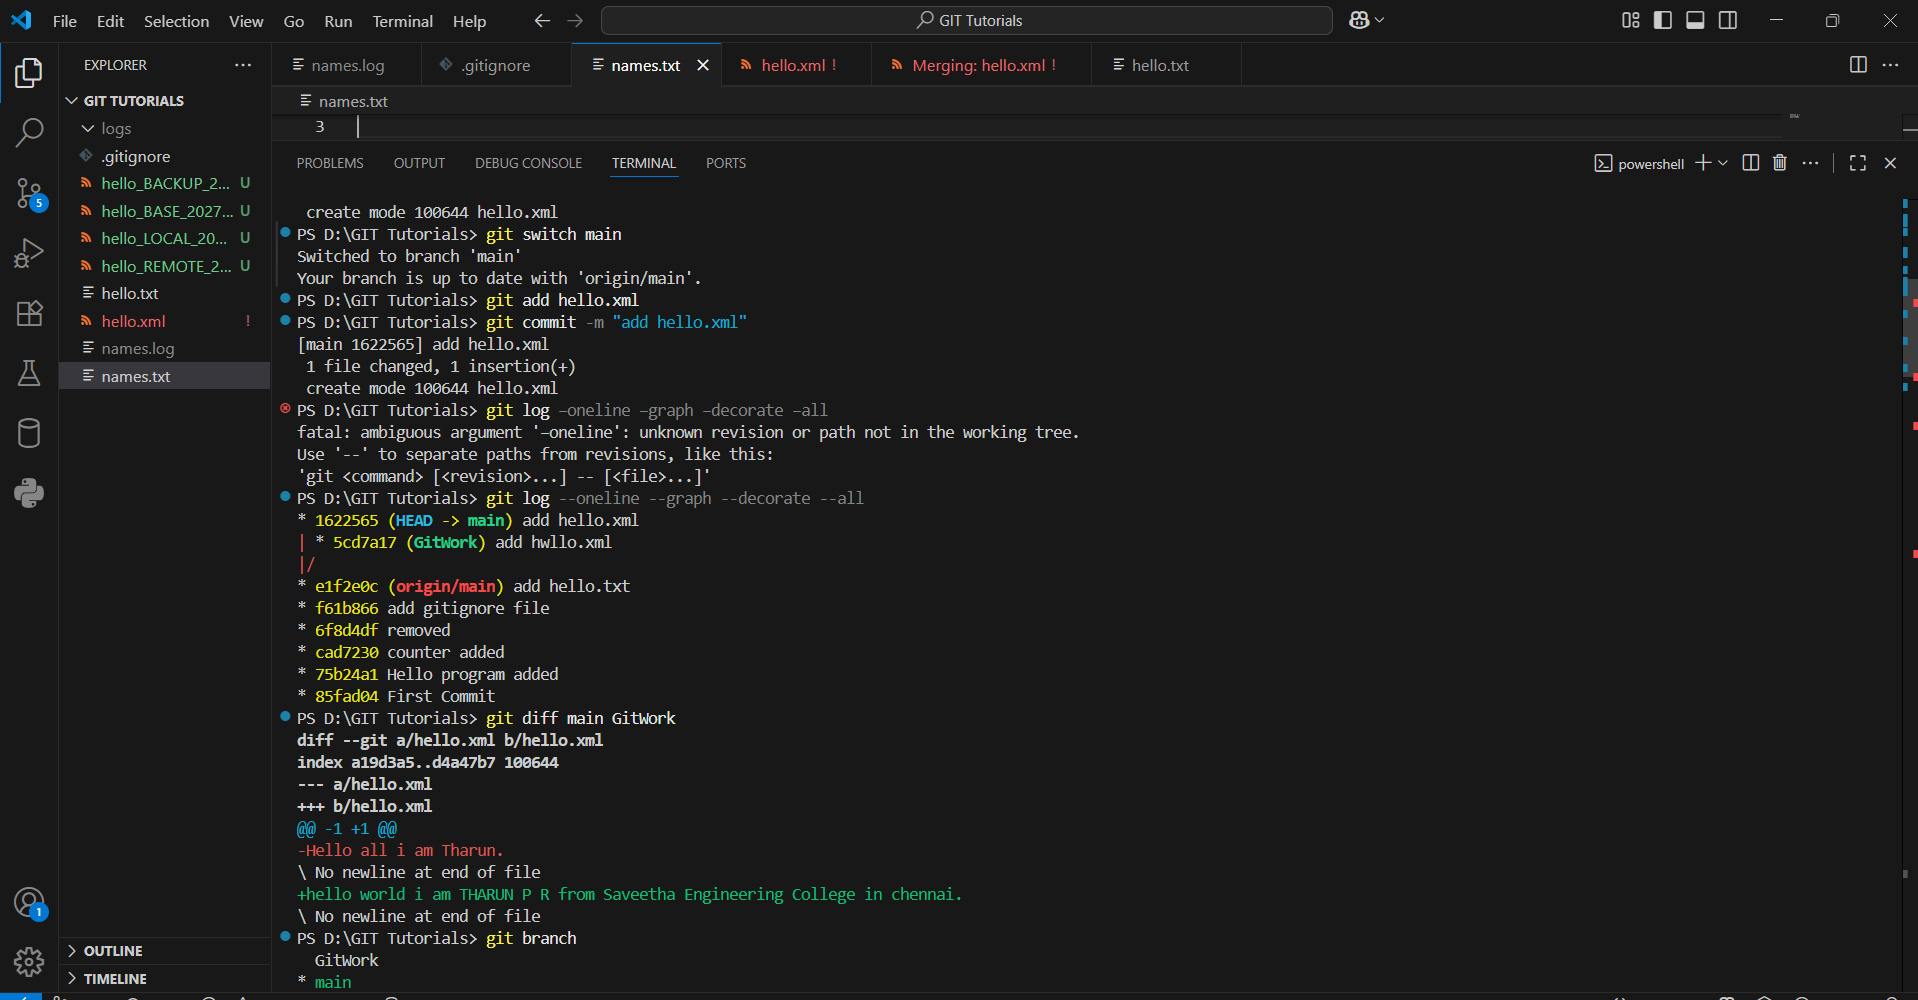 File Edit Selection View Go Run Terminal Help
GIT Tutorials
EXPLORER
names.log
.gitignore
names.txt
hello.xml !
Merging: hello.xml !
hello.txt
GIT TUTORIALS
logs
.gitignore
hello_BACKUP_2... U
hello_BASE_2027... U
hello_LOCAL_20... U
hello_REMOTE_2... U
hello.txt
hello.xml !
names.log
names.txt
5
1
OUTLINE
TIMELINE
names.txt
3
PROBLEMS OUTPUT DEBUG CONSOLE TERMINAL PORTS
powershell
create mode 100644 hello.xml
PS D:\GIT Tutorials> git switch main
Switched to branch 'main'
Your branch is up to date with 'origin/main'.
PS D:\GIT Tutorials> git add hello.xml
PS D:\GIT Tutorials> git commit -m "add hello.xml"
[main 1622565] add hello.xml
1 file changed, 1 insertion(+)
create mode 100644 hello.xml
PS D:\GIT Tutorials> git log –oneline –graph –decorate –all
fatal: ambiguous argument '–oneline': unknown revision or path not in the working tree.
Use '--' to separate paths from revisions, like this:
'git <command> [<revision>...] -- [<file>...]'
PS D:\GIT Tutorials> git log --oneline --graph --decorate --all
* 1622565 (HEAD -> main) add hello.xml
| * 5cd7a17 (GitWork) add hwllo.xml
|/
* e1f2e0c (origin/main) add hello.txt
* f61b866 add gitignore file
* 6f8d4df removed
* cad7230 counter added
* 75b24a1 Hello program added
* 85fad04 First Commit
PS D:\GIT Tutorials> git diff main GitWork
diff --git a/hello.xml b/hello.xml
index a19d3a5..d4a47b7 100644
--- a/hello.xml
+++ b/hello.xml
@@ -1 +1 @@
-Hello all i am Tharun.
\ No newline at end of file
+hello world i am THARUN P R from Saveetha Engineering College in chennai.
\ No newline at end of file
PS D:\GIT Tutorials> git branch
GitWork
* main